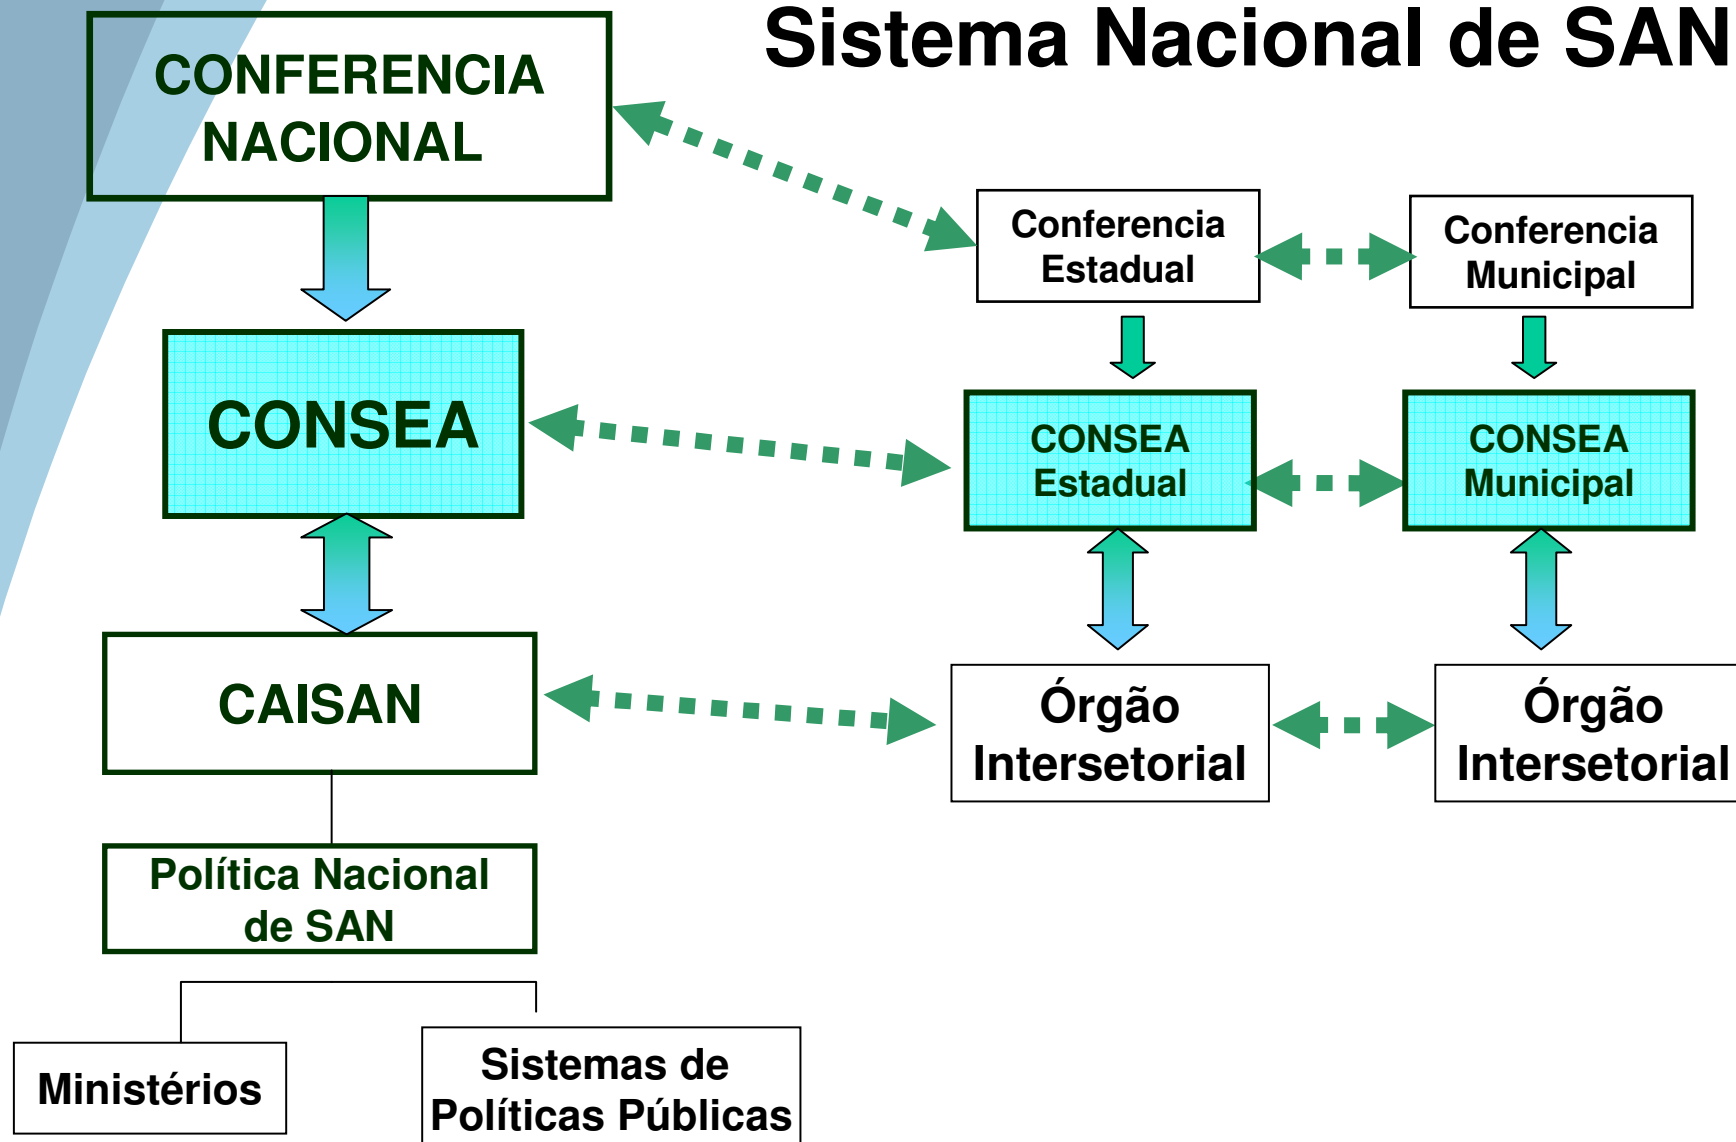 Sistema Nacional de SAN
CONFERENCIA
NACIONAL
Conferencia
Estadual
Conferencia
Municipal
CONSEA
CONSEA
Estadual
CONSEA
Municipal
CAISAN
Órgão
Intersetorial
Órgão
Intersetorial
Política Nacional
de SAN
Ministérios
Sistemas de
Políticas Públicas